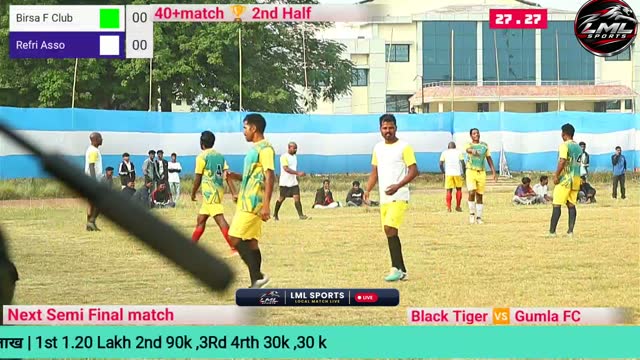 Birsa F Club 00
Refri Asso 00
40+match 🏆 2nd Half
27.27
LML
SPORTS
LML SPORTS
LOCAL MATCH LIVE
LIVE
Next Semi Final match
Black Tiger 🆚 Gumla FC
लाख | 1st 1.20 Lakh 2nd 90k ,3Rd 4rth 30k ,30 k